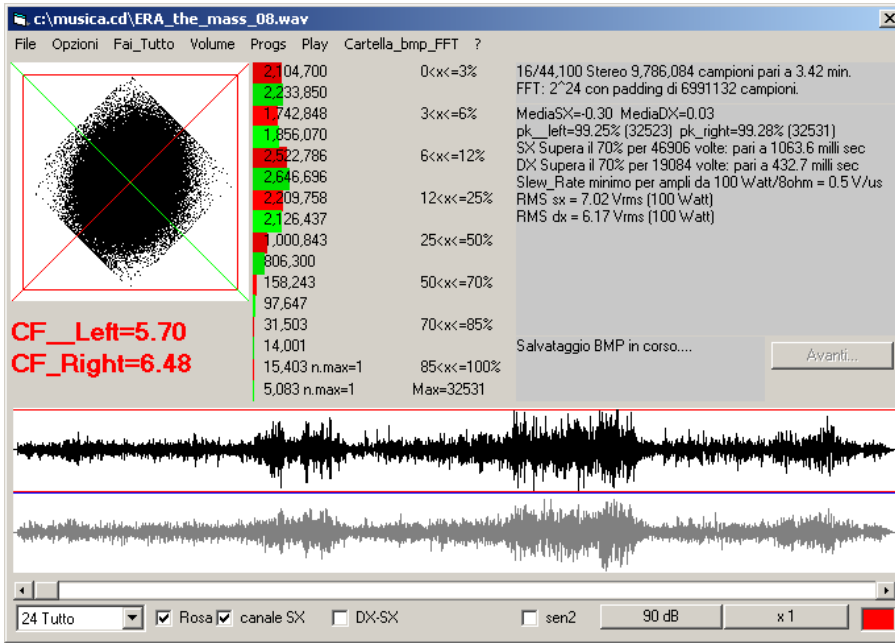 c:\musica.cd\ERA_the_mass_08.wav
File Opzioni Fai_Tutto Volume Progs Play Cartella_bmp_FFT ?
2,104,700 0<x<=3%
2,233,850
1,742,848 3<x<=6%
1,856,070
2,522,786 6<x<=12%
2,646,696
2,209,758 12<x<=25%
2,126,437
1,000,843 25<x<=50%
806,300
158,243 50<x<=70%
97,647
31,503 70<x<=85%
14,001
15,403 n.max=1 85<x<=100%
5,083 n.max=1 Max=32531
CF__Left=5.70
CF_Right=6.48
16/44,100 Stereo 9,786,084 campioni pari a 3.42 min.
FFT: 2^24 con padding di 6991132 campioni.
MediaSX=-0.30 MediaDX=0.03
pk__left=99.25% (32523) pk_right=99.28% (32531)
SX Supera il 70% per 46906 volte: pari a 1063.6 milli sec
DX Supera il 70% per 19084 volte: pari a 432.7 milli sec
Slew_Rate minimo per ampli da 100 Watt/8ohm = 0.5 V/us
RMS sx = 7.02 Vrms (100 Watt)
RMS dx = 6.17 Vrms (100 Watt)
Salvataggio BMP in corso....
Avanti...
24 Tutto Rosa canale SX DX-SX sen2 90 dB x 1